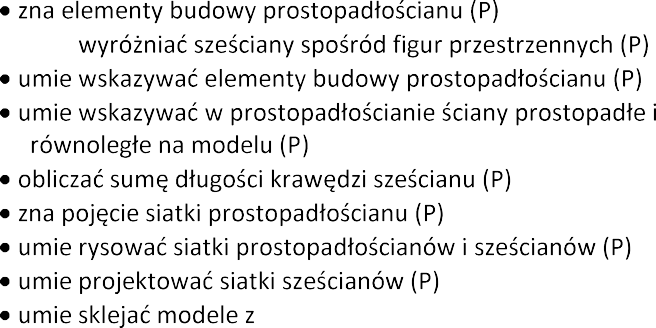 • zna elementy budowy prostopadłościanu (P)
wyróżniać sześciany spośród figur przestrzennych (P)
• umie wskazywać elementy budowy prostopadłościanu (P)
• umie wskazywać w prostopadłościanie ściany prostopadłe i
równoległe na modelu (P)
• obliczać sumę długości krawędzi sześcianu (P)
• zna pojęcie siatki prostopadłościanu (P)
• umie rysować siatki prostopadłościanów i sześcianów (P)
• umie projektować siatki sześcianów (P)
• umie sklejać modele z